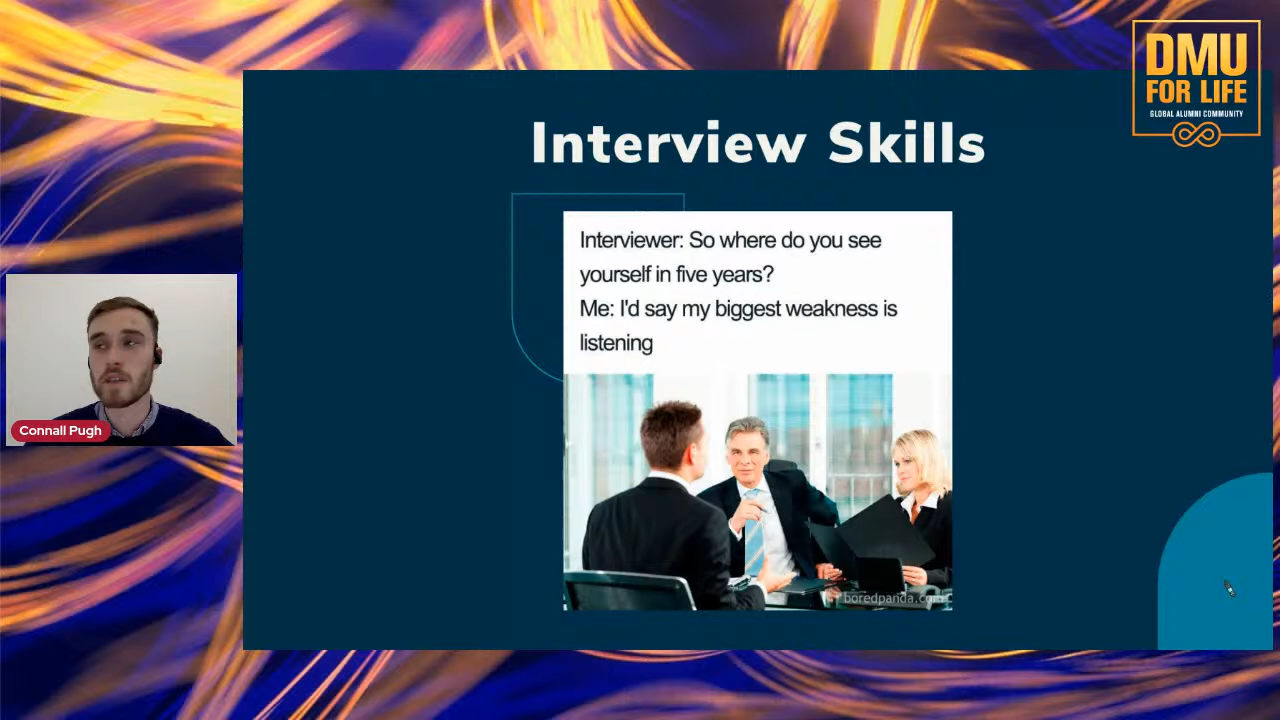 DMU
FOR LIFE
GLOBAL ALUMNI COMMUNITY
Interview Skills
Interviewer: So where do you see
yourself in five years?
Me: I'd say my biggest weakness is
listening
Connall Pugh
boredpanda.com